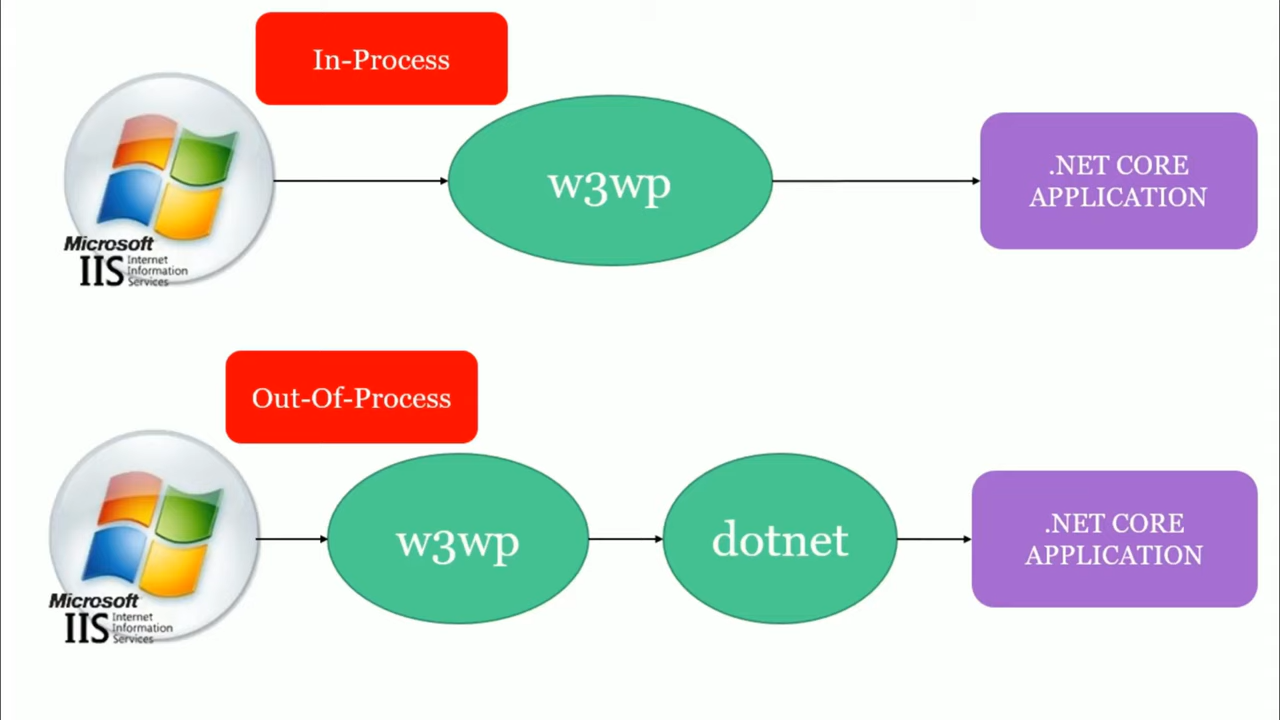 In-Process
w3wp
.NET CORE
APPLICATION
Microsoft
IIS Internet
Information
Services
Out-Of-Process
w3wp
dotnet
.NET CORE
APPLICATION
Microsoft
IIS Internet
Information
Services